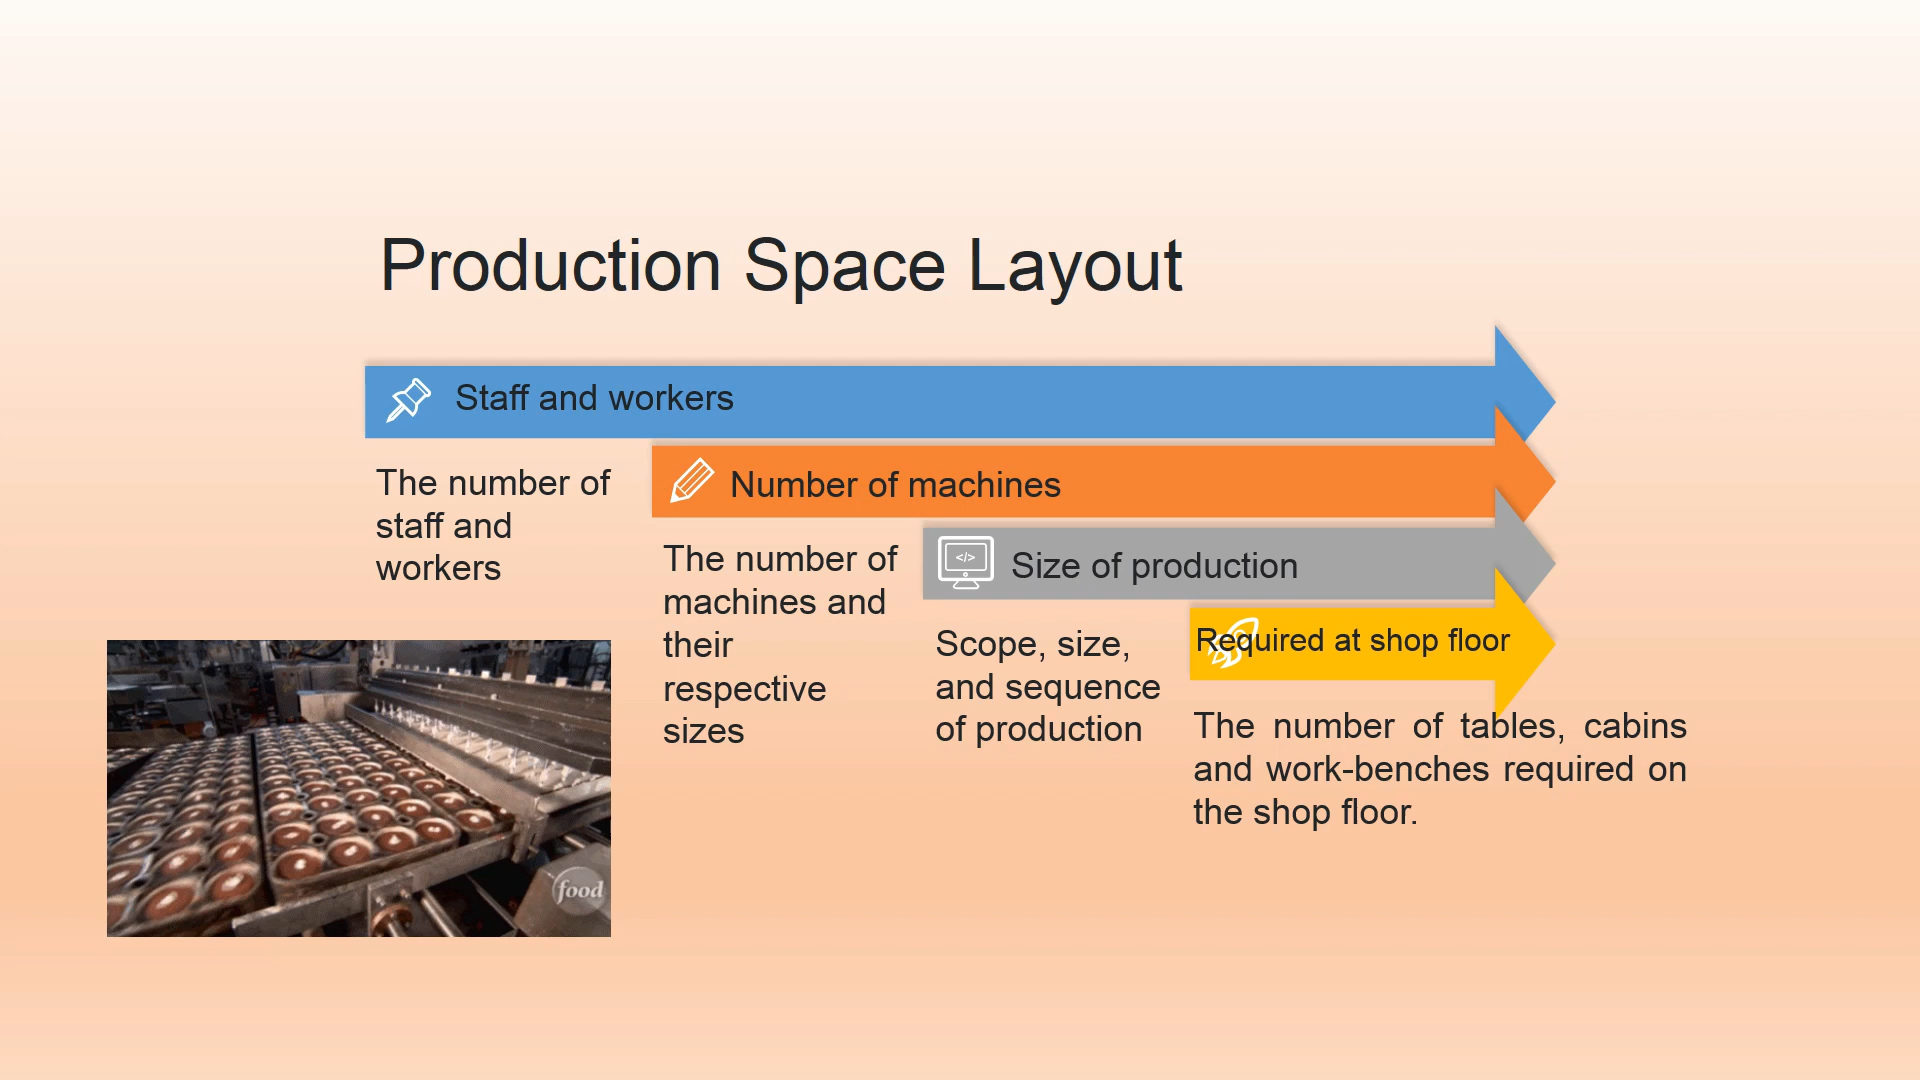 Production Space Layout
Staff and workers
The number of
staff and
workers
Number of machines
The number of
machines and
their
respective
sizes
</>
Size of production
Scope, size,
and sequence
of production
Required at shop floor
The number of tables, cabins
and work-benches required on
the shop floor.
food